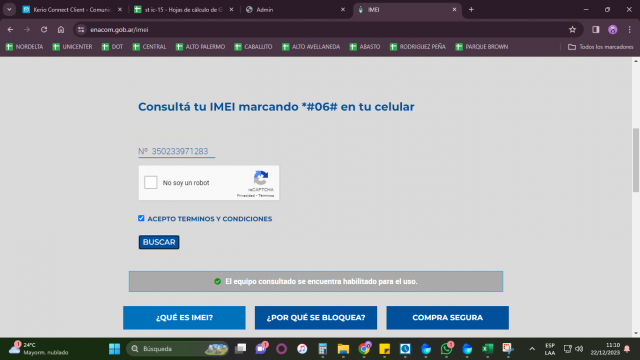 Kerio Connect Client - Comunic
st ic-15 - Hojas de cálculo de G
Admin
IMEI
enacom.gob.ar/imei
NORDELTA UNICENTER DOT CENTRAL ALTO PALERMO CABALLITO ALTO AVELLANEDA ABASTO RODRIGUEZ PEÑA PARQUE BROWN Todos los marcadores
Consultá tu IMEI marcando *#06# en tu celular
Nº 350233971283
No soy un robot
reCAPTCHA
Privacidad - Términos
ACEPTO TERMINOS Y CONDICIONES
BUSCAR
El equipo consultado se encuentra habilitado para el uso.
¿QUÉ ES IMEI? ¿POR QUÉ SE BLOQUEA? COMPRA SEGURA
24°C
Mayorm. nublado
Búsqueda
ESP
LAA
11:10
22/12/2023